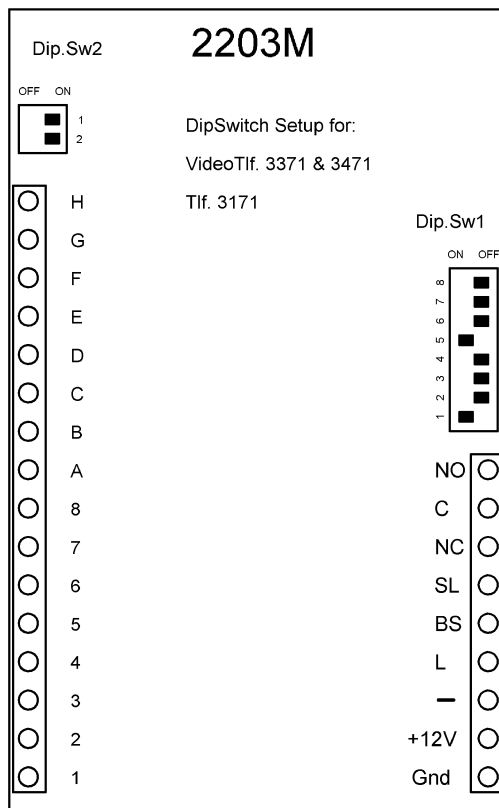 Dip.Sw2
2203M
OFF ON
1
2
DipSwitch Setup for:
VideoTlf. 3371 & 3471
Tlf. 3171
Dip.Sw1
ON OFF
8
7
6
5
4
3
2
1
H
G
F
E
D
C
B
A
8
7
6
5
4
3
2
1
NO
C
NC
SL
BS
L
–
+12V
Gnd